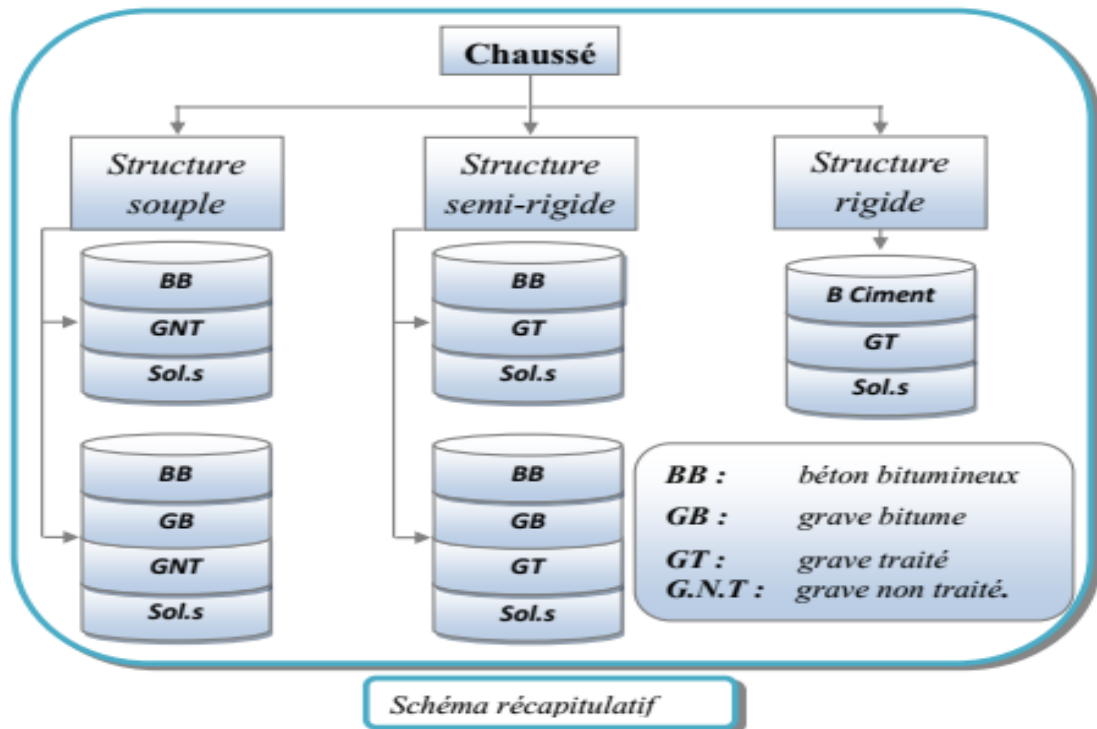 Chaussé
Structure
souple
BB
GNT
Sol.s
BB
GB
GNT
Sol.s
Structure
semi-rigide
BB
GT
Sol.s
BB
GB
GT
Sol.s
Structure
rigide
B Ciment
GT
Sol.s
BB : béton bitumineux
GB : grave bitume
GT : grave traité
G.N.T : grave non traité.
Schéma récapitulatif